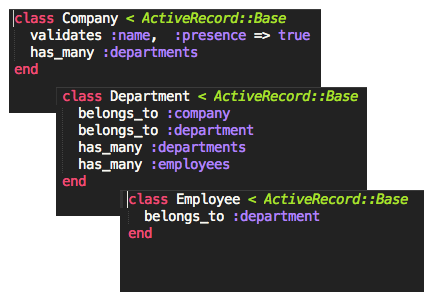 class Company < ActiveRecord::Base
validates :name, :presence => true
has_many :departments
end
class Department < ActiveRecord::Base
belongs_to :company
belongs_to :department
has_many :departments
has_many :employees
end
class Employee < ActiveRecord::Base
belongs_to :department
end